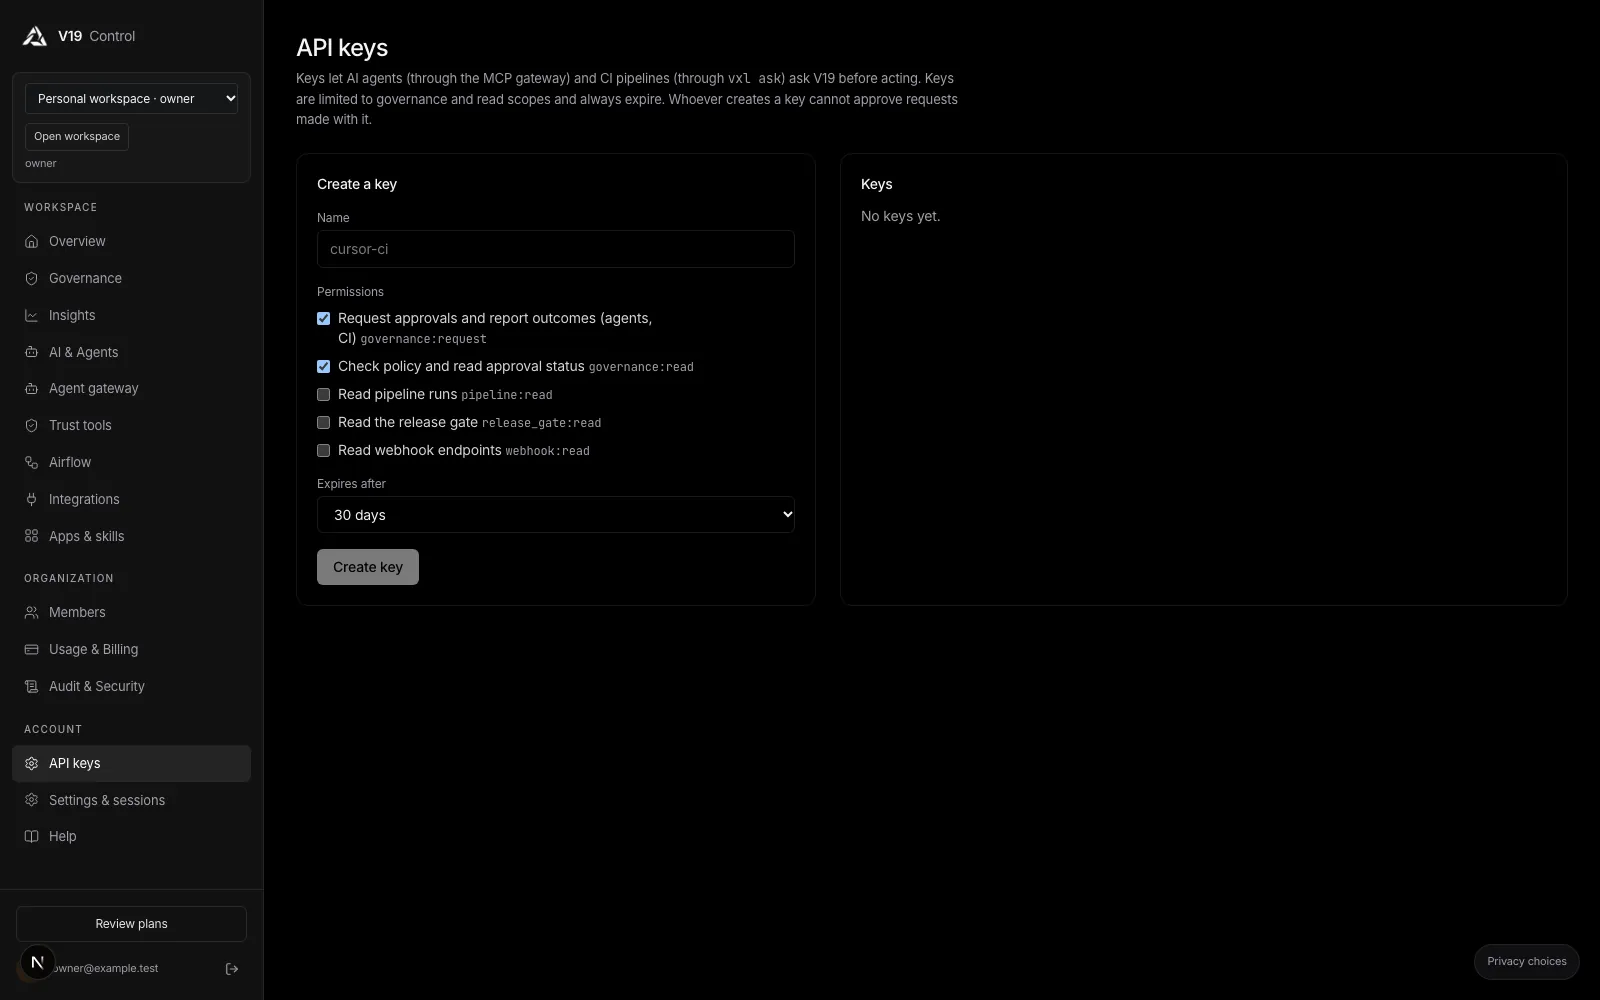 V19 Control
Personal workspace · owner
Open workspace
owner
WORKSPACE
Overview
Governance
Insights
AI & Agents
Agent gateway
Trust tools
Airflow
Integrations
Apps & skills
ORGANIZATION
Members
Usage & Billing
Audit & Security
ACCOUNT
API keys
Settings & sessions
Help
Review plans
N
owner@example.test
API keys
Keys let AI agents (through the MCP gateway) and CI pipelines (through vxl ask) ask V19 before acting. Keys
are limited to governance and read scopes and always expire. Whoever creates a key cannot approve requests
made with it.
Create a key
Name
cursor-ci
Permissions
Request approvals and report outcomes (agents,
CI) governance:request
Check policy and read approval status governance:read
Read pipeline runs pipeline:read
Read the release gate release_gate:read
Read webhook endpoints webhook:read
Expires after
30 days
Create key
Keys
No keys yet.
Privacy choices